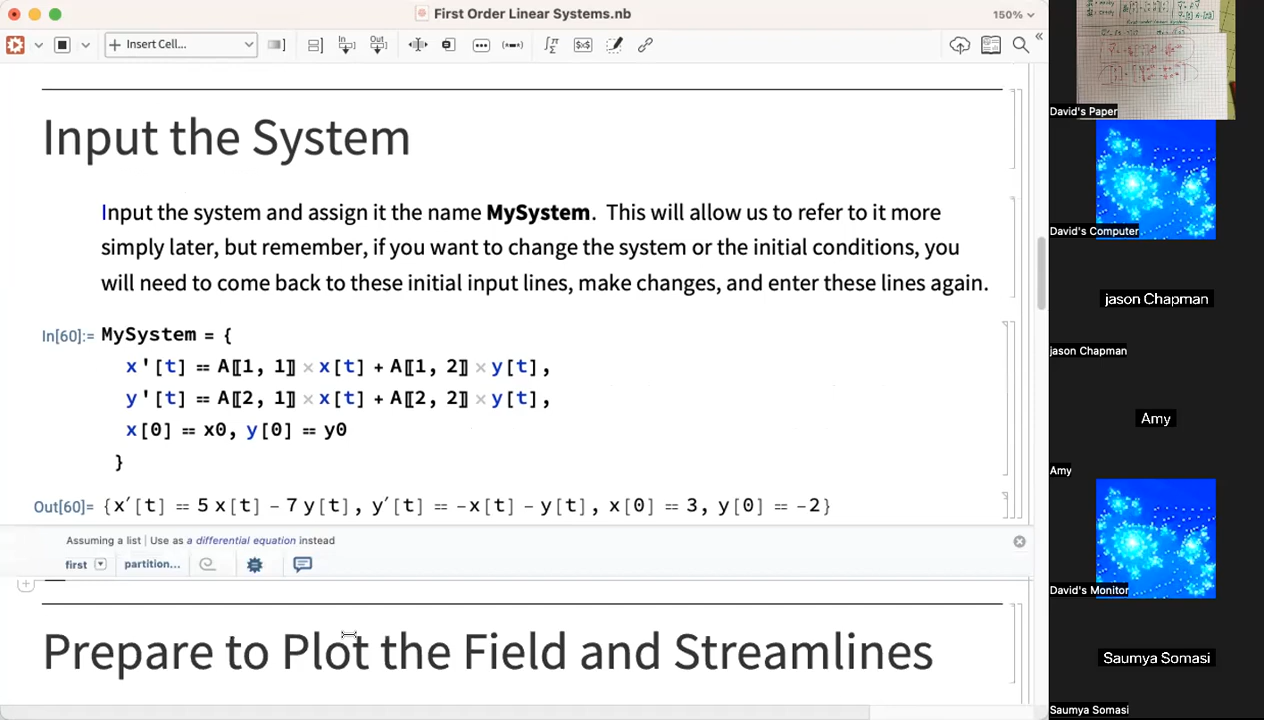 First Order Linear Systems.nb
150%
Insert Cell...
In
Out
Input the System
Input the system and assign it the name MySystem. This will allow us to refer to it more
simply later, but remember, if you want to change the system or the initial conditions, you
will need to come back to these initial input lines, make changes, and enter these lines again.
In[60]:= MySystem = {
x'[t] == A〚1, 1〛 × x[t] + A〚1, 2〛 × y[t],
y'[t] == A〚2, 1〛 × x[t] + A〚2, 2〛 × y[t],
x[0] == x0, y[0] == y0
}
Out[60]= {x′[t] == 5 x[t] - 7 y[t], y′[t] == -x[t] - y[t], x[0] == 3, y[0] == -2}
Assuming a list | Use as a differential equation instead
first
partition...
Prepare to Plot the Field and Streamlines
David's Paper
David's Computer
jason Chapman
jason Chapman
Amy
Amy
David's Monitor
Saumya Somasi
Saumya Somasi